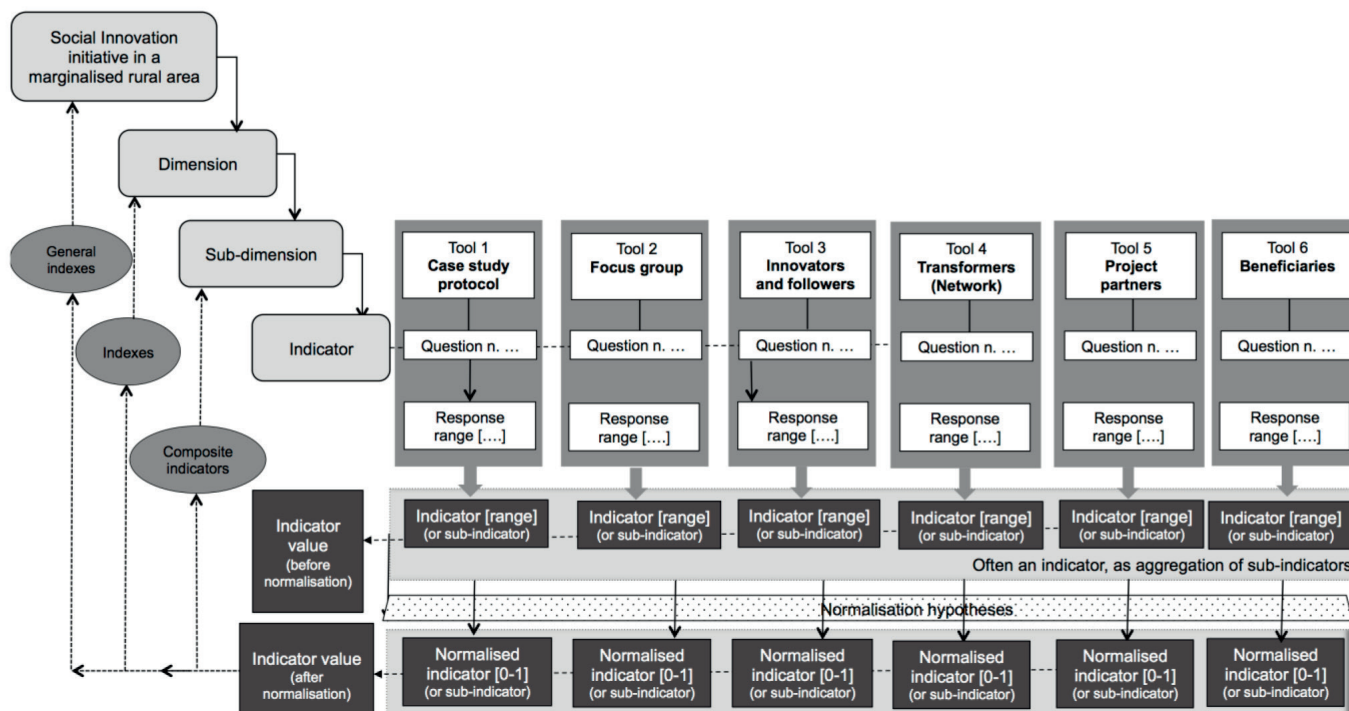 Social Innovation
initiative in a
marginalised rural area
Dimension
General
indexes
Sub-dimension
Indexes
Indicator
Composite
indicators
Tool 1
Case study
protocol
Question n. …
Response
range [….]
Tool 2
Focus group
Question n. …
Response
range [….]
Tool 3
Innovators
and followers
Question n. …
Response
range [….]
Tool 4
Transformers
(Network)
Question n. …
Response
range [….]
Tool 5
Project
partners
Question n. …
Response
range [….]
Tool 6
Beneficiaries
Question n. …
Response
range [….]
Indicator
value
(before
normalisation)
Indicator [range]
(or sub-indicator)
Indicator [range]
(or sub-indicator)
Indicator [range]
(or sub-indicator)
Indicator [range]
(or sub-indicator)
Indicator [range]
(or sub-indicator)
Indicator [range]
(or sub-indicator)
Often an indicator, as aggregation of sub-indicators
Normalisation hypotheses
Indicator value
(after
normalisation)
Normalised
indicator [0-1]
(or sub-indicator)
Normalised
indicator [0-1]
(or sub-indicator)
Normalised
indicator [0-1]
(or sub-indicator)
Normalised
indicator [0-1]
(or sub-indicator)
Normalised
indicator [0-1]
(or sub-indicator)
Normalised
indicator [0-1]
(or sub-indicator)